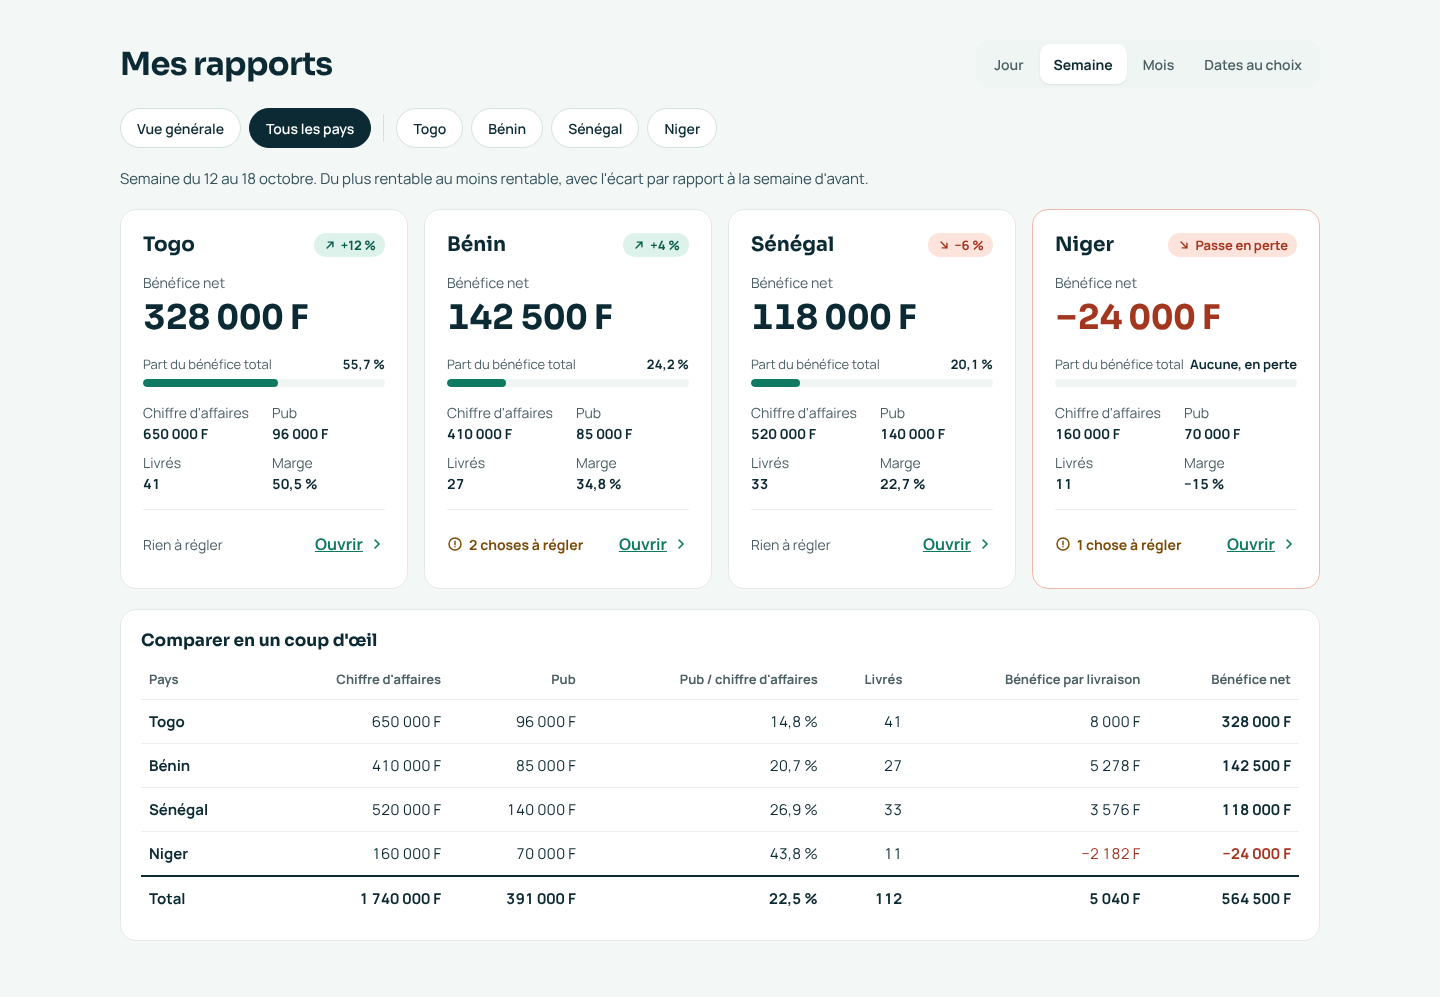 Mes rapports
Jour Semaine Mois Dates au choix
Vue générale Tous les pays Togo Bénin Sénégal Niger
Semaine du 12 au 18 octobre. Du plus rentable au moins rentable, avec l'écart par rapport à la semaine d'avant.
Togo +12 %
Bénéfice net
328 000 F
Part du bénéfice total 55,7 %
Chiffre d'affaires Pub
650 000 F 96 000 F
Livrés Marge
41 50,5 %
Rien à régler Ouvrir
Bénin +4 %
Bénéfice net
142 500 F
Part du bénéfice total 24,2 %
Chiffre d'affaires Pub
410 000 F 85 000 F
Livrés Marge
27 34,8 %
2 choses à régler Ouvrir
Sénégal −6 %
Bénéfice net
118 000 F
Part du bénéfice total 20,1 %
Chiffre d'affaires Pub
520 000 F 140 000 F
Livrés Marge
33 22,7 %
Rien à régler Ouvrir
Niger Passe en perte
Bénéfice net
−24 000 F
Part du bénéfice total Aucune, en perte
Chiffre d'affaires Pub
160 000 F 70 000 F
Livrés Marge
11 −15 %
1 chose à régler Ouvrir
Comparer en un coup d'œil
Pays Chiffre d'affaires Pub Pub / chiffre d'affaires Livrés Bénéfice par livraison Bénéfice net
Togo 650 000 F 96 000 F 14,8 % 41 8 000 F 328 000 F
Bénin 410 000 F 85 000 F 20,7 % 27 5 278 F 142 500 F
Sénégal 520 000 F 140 000 F 26,9 % 33 3 576 F 118 000 F
Niger 160 000 F 70 000 F 43,8 % 11 −2 182 F −24 000 F
Total 1 740 000 F 391 000 F 22,5 % 112 5 040 F 564 500 F